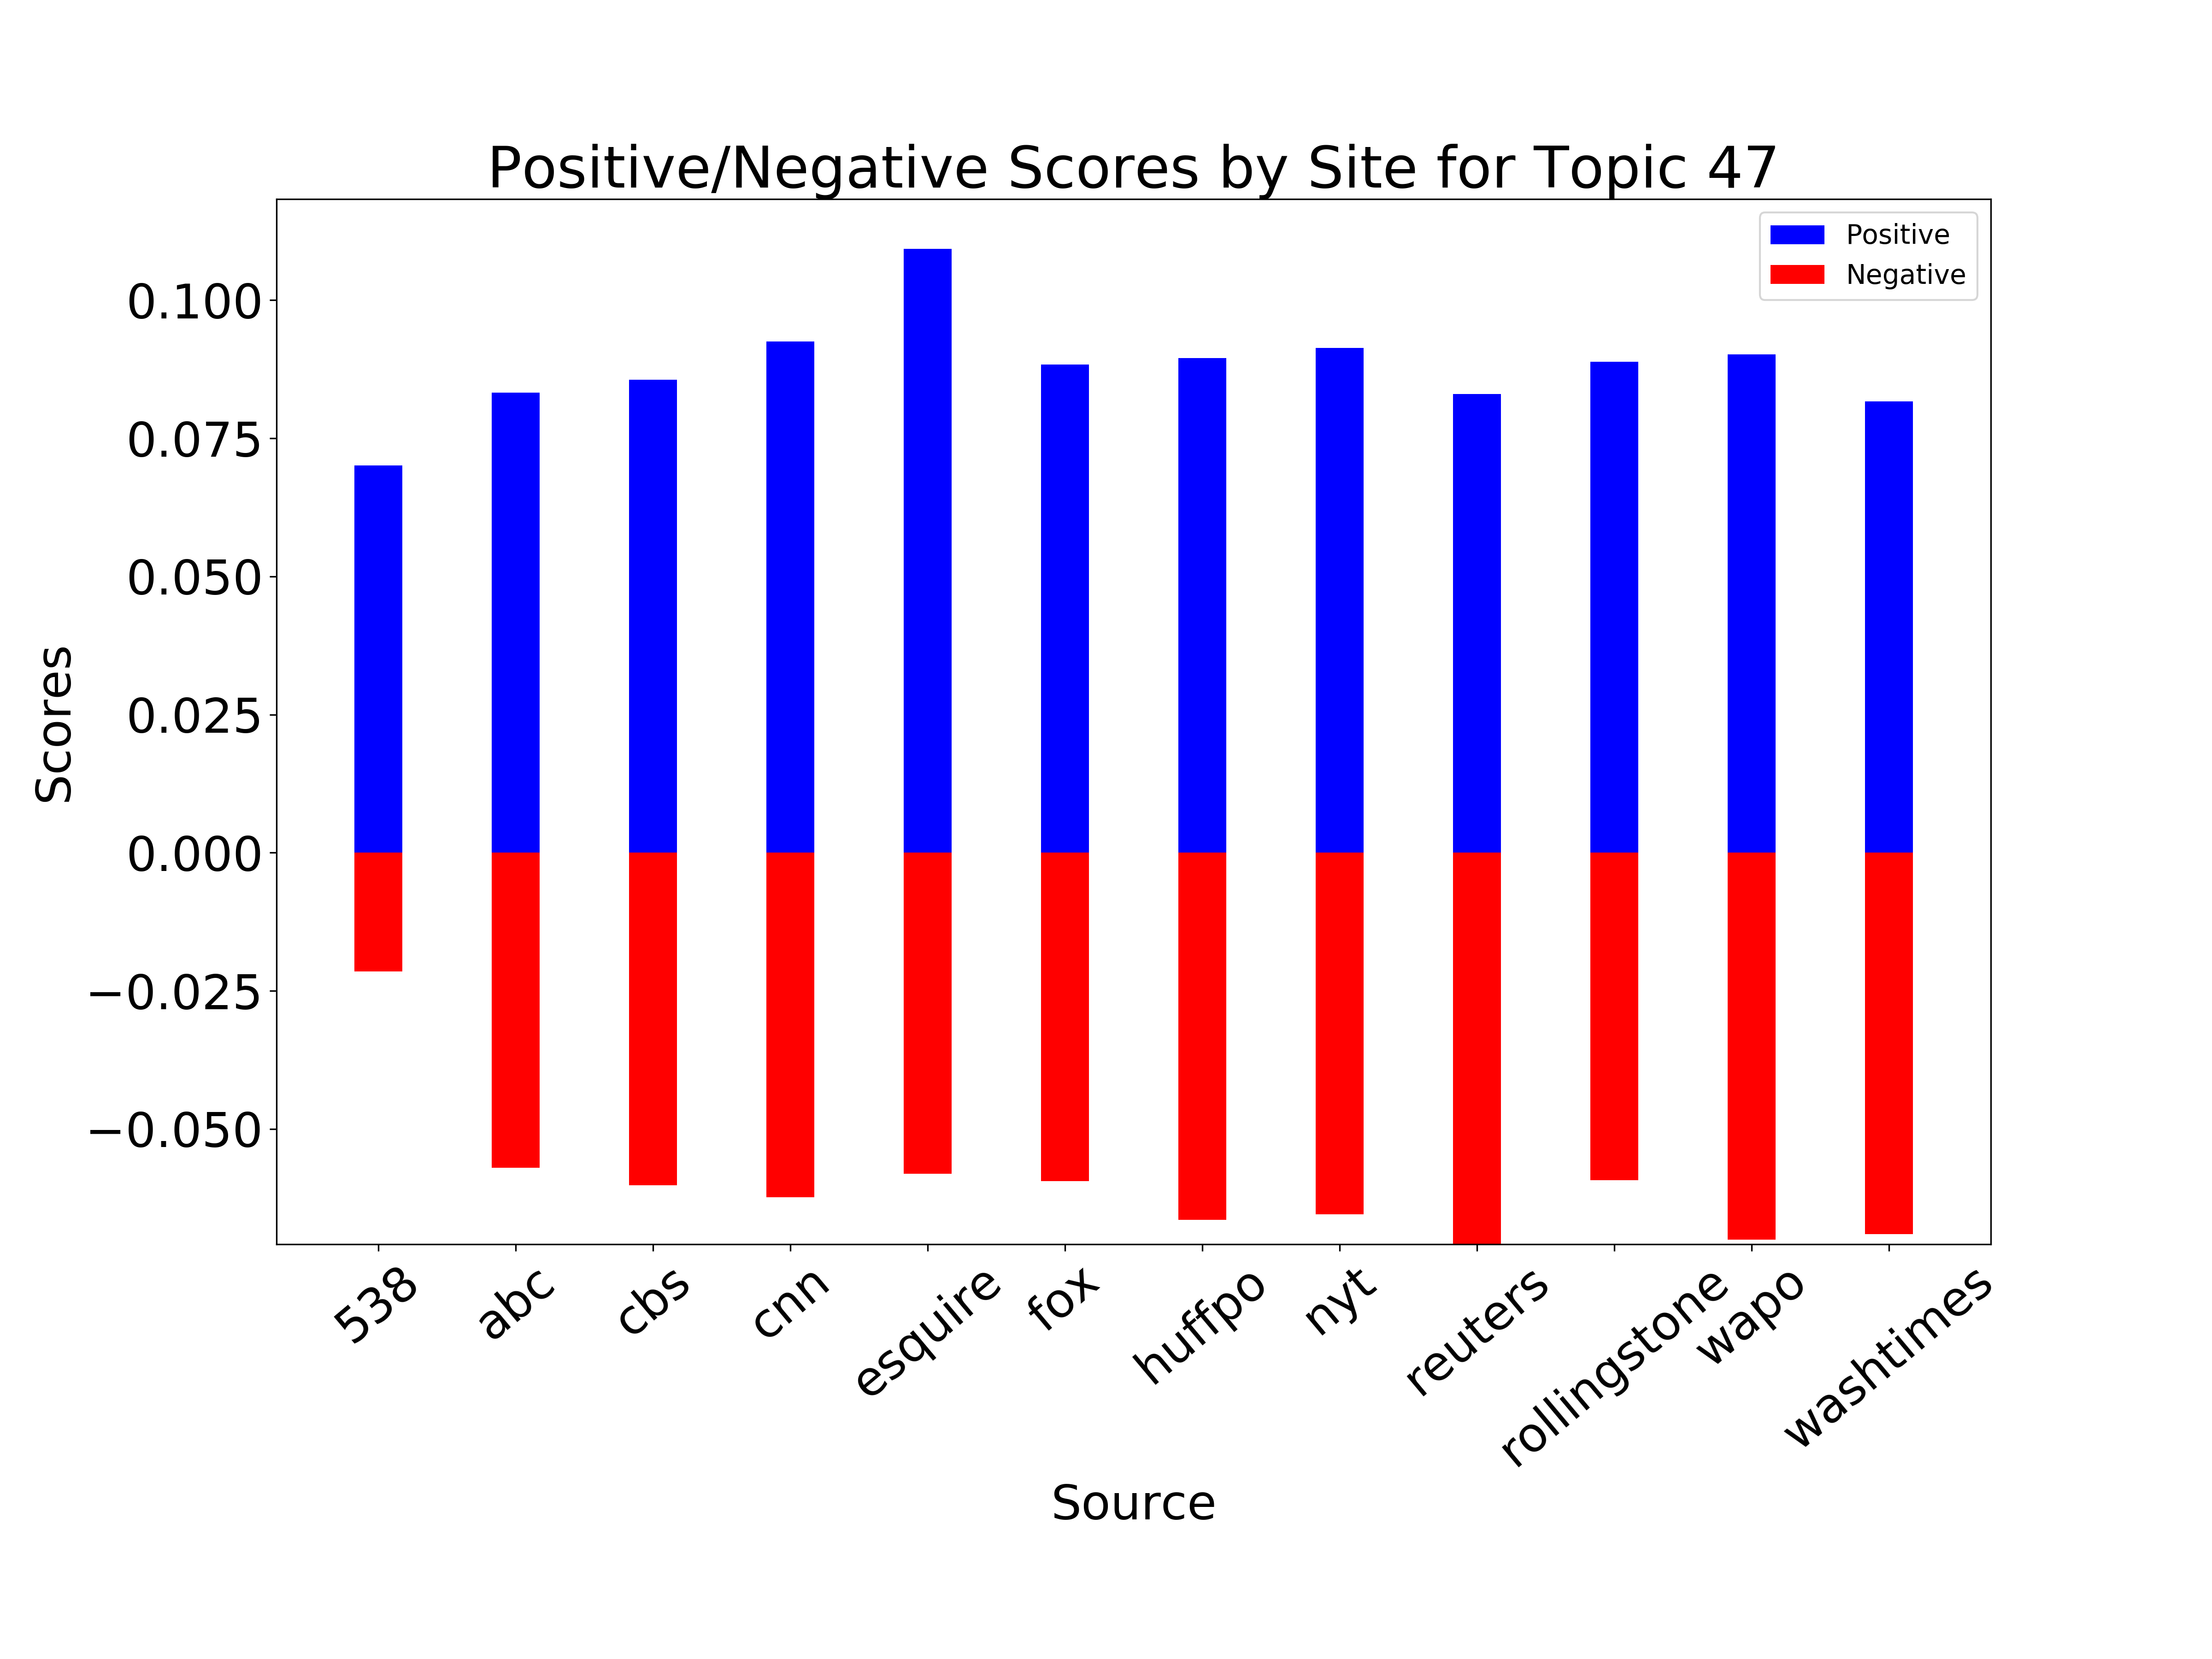 Positive/Negative Scores by Site for Topic 47
Positive
Negative
0.100
0.075
0.050
0.025
0.000
−0.025
−0.050
Scores
538
abc
cbs
cnn
esquire
fox
huffpo
nyt
reuters
rollingstone
wapo
washtimes
Source